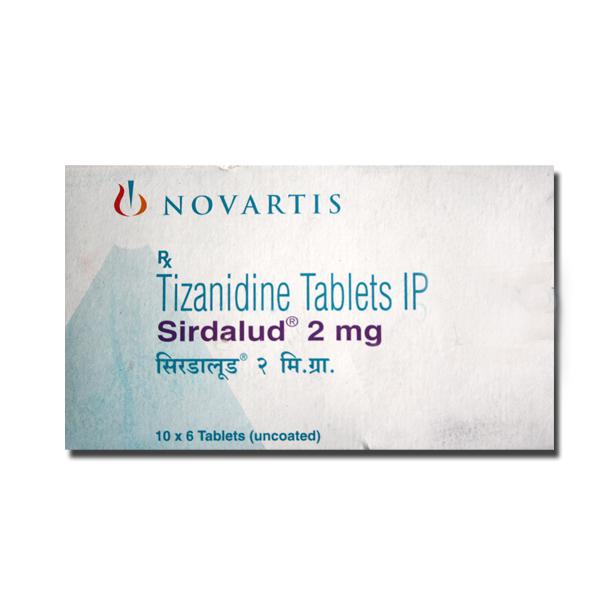 NOVARTIS
Rx
Tizanidine Tablets IP
Sirdalud® 2 mg
सिरडालूड® २ मि.ग्रा.
10 x 6 Tablets (uncoated)